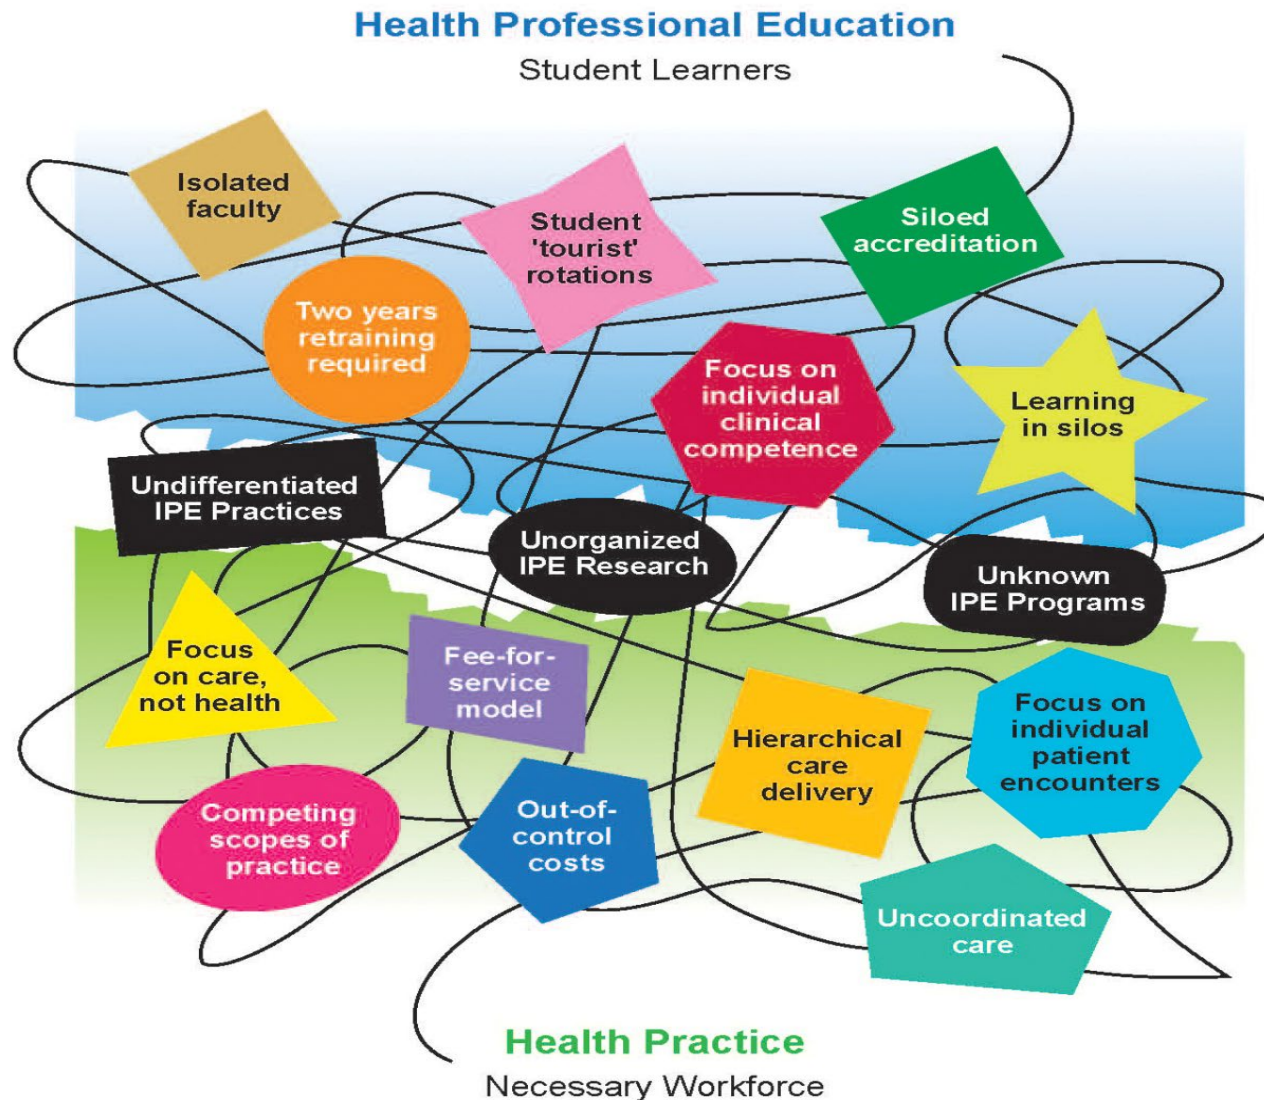 Health Professional Education
Student Learners
Isolated
faculty
Student
'tourist'
rotations
Siloed
accreditation
Two years
retraining
required
Focus on
individual
clinical
competence
Learning
in silos
Undifferentiated
IPE Practices
Unorganized
IPE Research
Unknown
IPE Programs
Focus
on care,
not health
Fee-for-
service
model
Hierarchical
care
delivery
Focus on
individual
patient
encounters
Competing
scopes of
practice
Out-of-
control
costs
Uncoordinated
care
Health Practice
Necessary Workforce